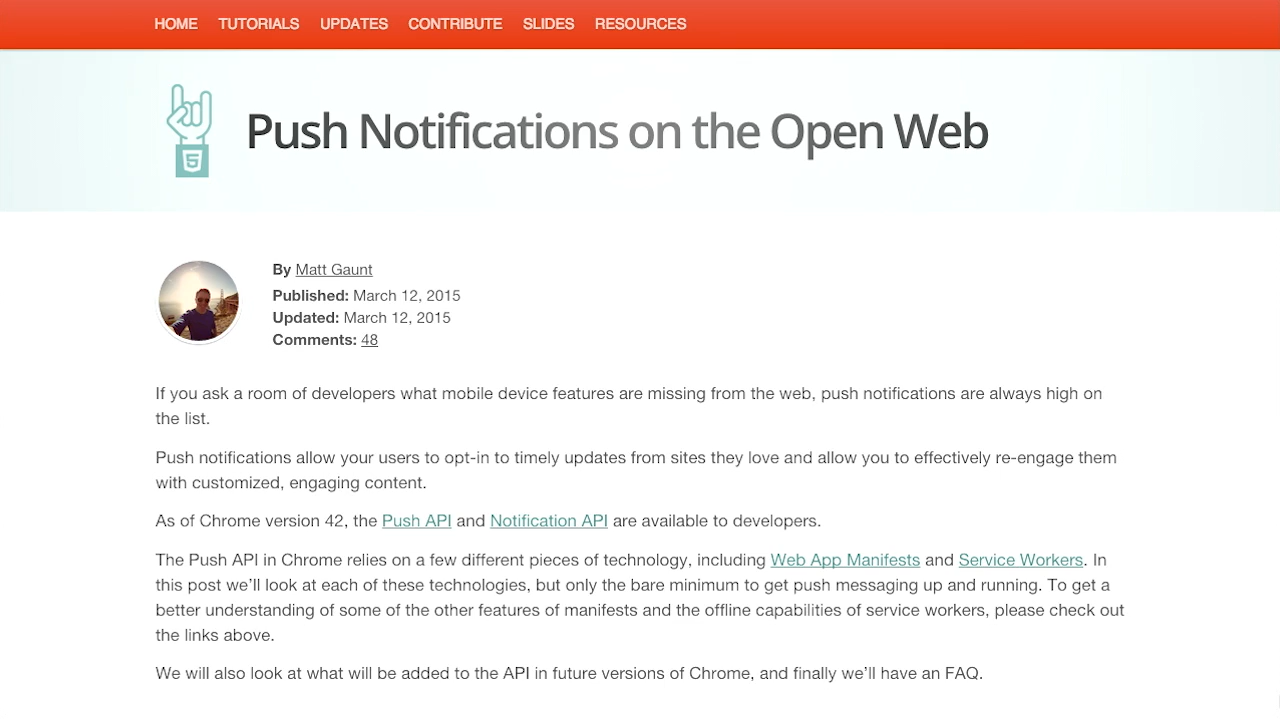 HOME TUTORIALS UPDATES CONTRIBUTE SLIDES RESOURCES
5
Push Notifications on the Open Web
By Matt Gaunt
Published: March 12, 2015
Updated: March 12, 2015
Comments: 48
If you ask a room of developers what mobile device features are missing from the web, push notifications are always high on
the list.
Push notifications allow your users to opt-in to timely updates from sites they love and allow you to effectively re-engage them
with customized, engaging content.
As of Chrome version 42, the Push API and Notification API are available to developers.
The Push API in Chrome relies on a few different pieces of technology, including Web App Manifests and Service Workers. In
this post we’ll look at each of these technologies, but only the bare minimum to get push messaging up and running. To get a
better understanding of some of the other features of manifests and the offline capabilities of service workers, please check out
the links above.
We will also look at what will be added to the API in future versions of Chrome, and finally we’ll have an FAQ.